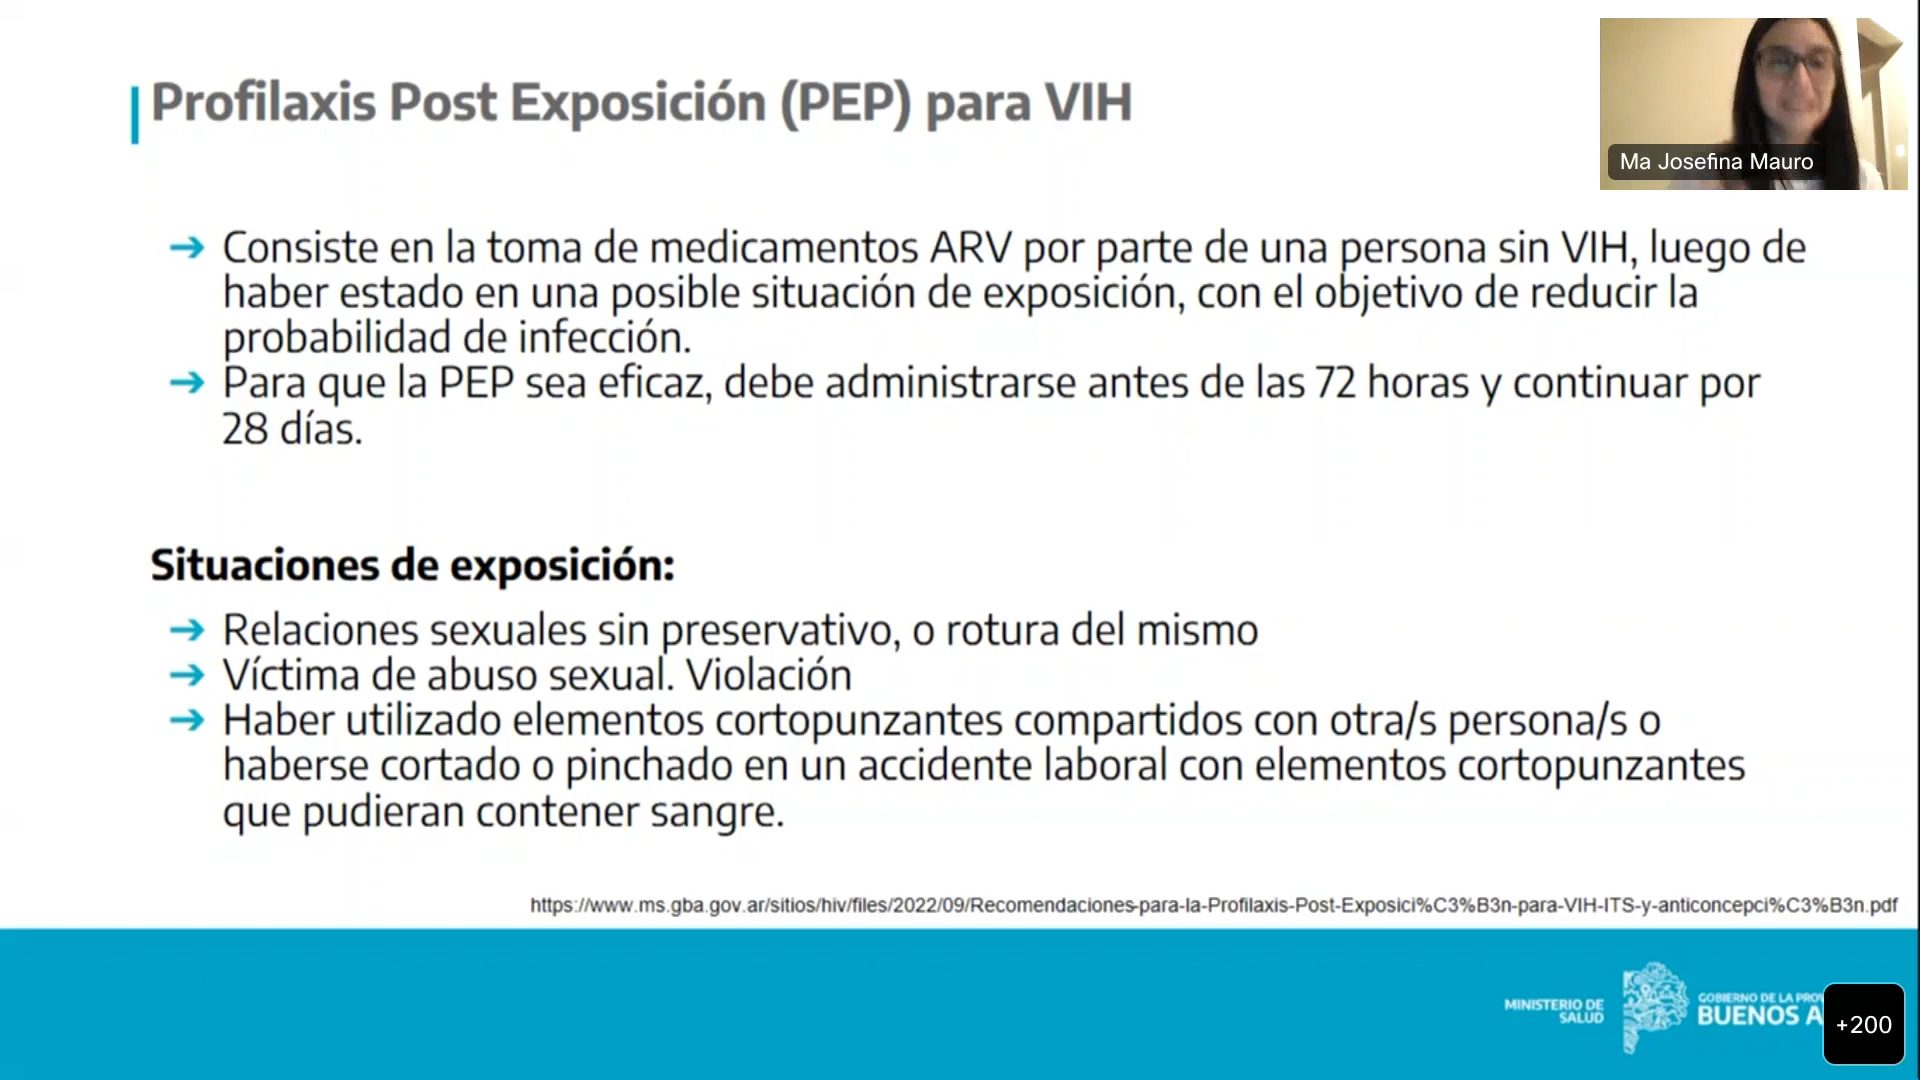 Profilaxis Post Exposición (PEP) para VIH
Ma Josefina Mauro
➔ Consiste en la toma de medicamentos ARV por parte de una persona sin VIH, luego de
haber estado en una posible situación de exposición, con el objetivo de reducir la
probabilidad de infección.
➔ Para que la PEP sea eficaz, debe administrarse antes de las 72 horas y continuar por
28 días.
Situaciones de exposición:
➔ Relaciones sexuales sin preservativo, o rotura del mismo
➔ Víctima de abuso sexual. Violación
➔ Haber utilizado elementos cortopunzantes compartidos con otra/s persona/s o
haberse cortado o pinchado en un accidente laboral con elementos cortopunzantes
que pudieran contener sangre.
https://www.ms.gba.gov.ar/sitios/hiv/files/2022/09/Recomendaciones-para-la-Profilaxis-Post-Exposici%C3%B3n-para-VIH-ITS-y-anticoncepci%C3%B3n.pdf
MINISTERIO DE
SALUD
GOBIERNO DE LA
BUENOS
+200